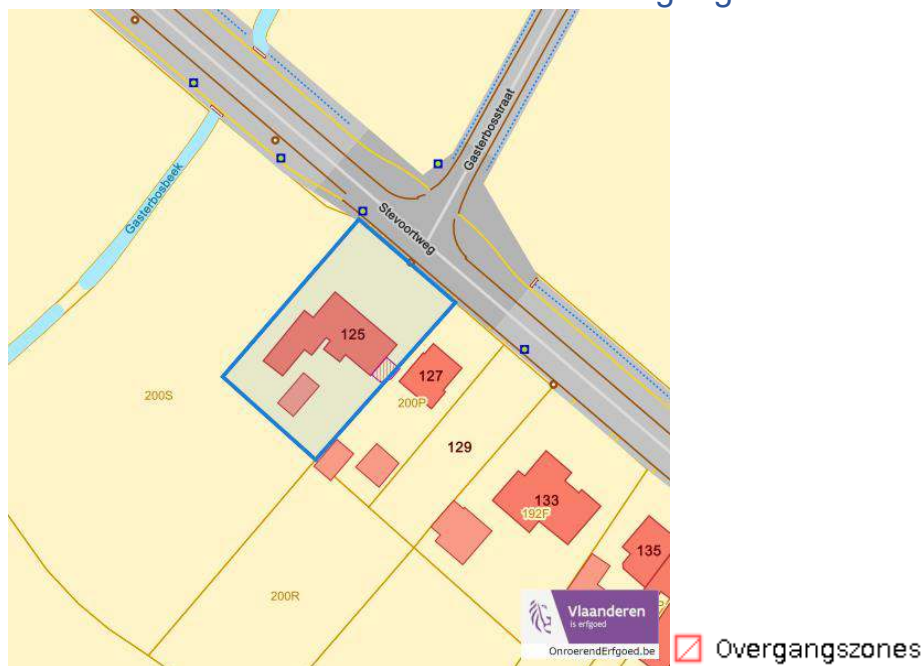 Gasterbosstraat
Gasterbosbeek
Stevoortweg
125
127
200S
200P
129
133
192F
135
200R
Vlaanderen
is erfgoed
OnroerendErfgoed.be
Overgangszones